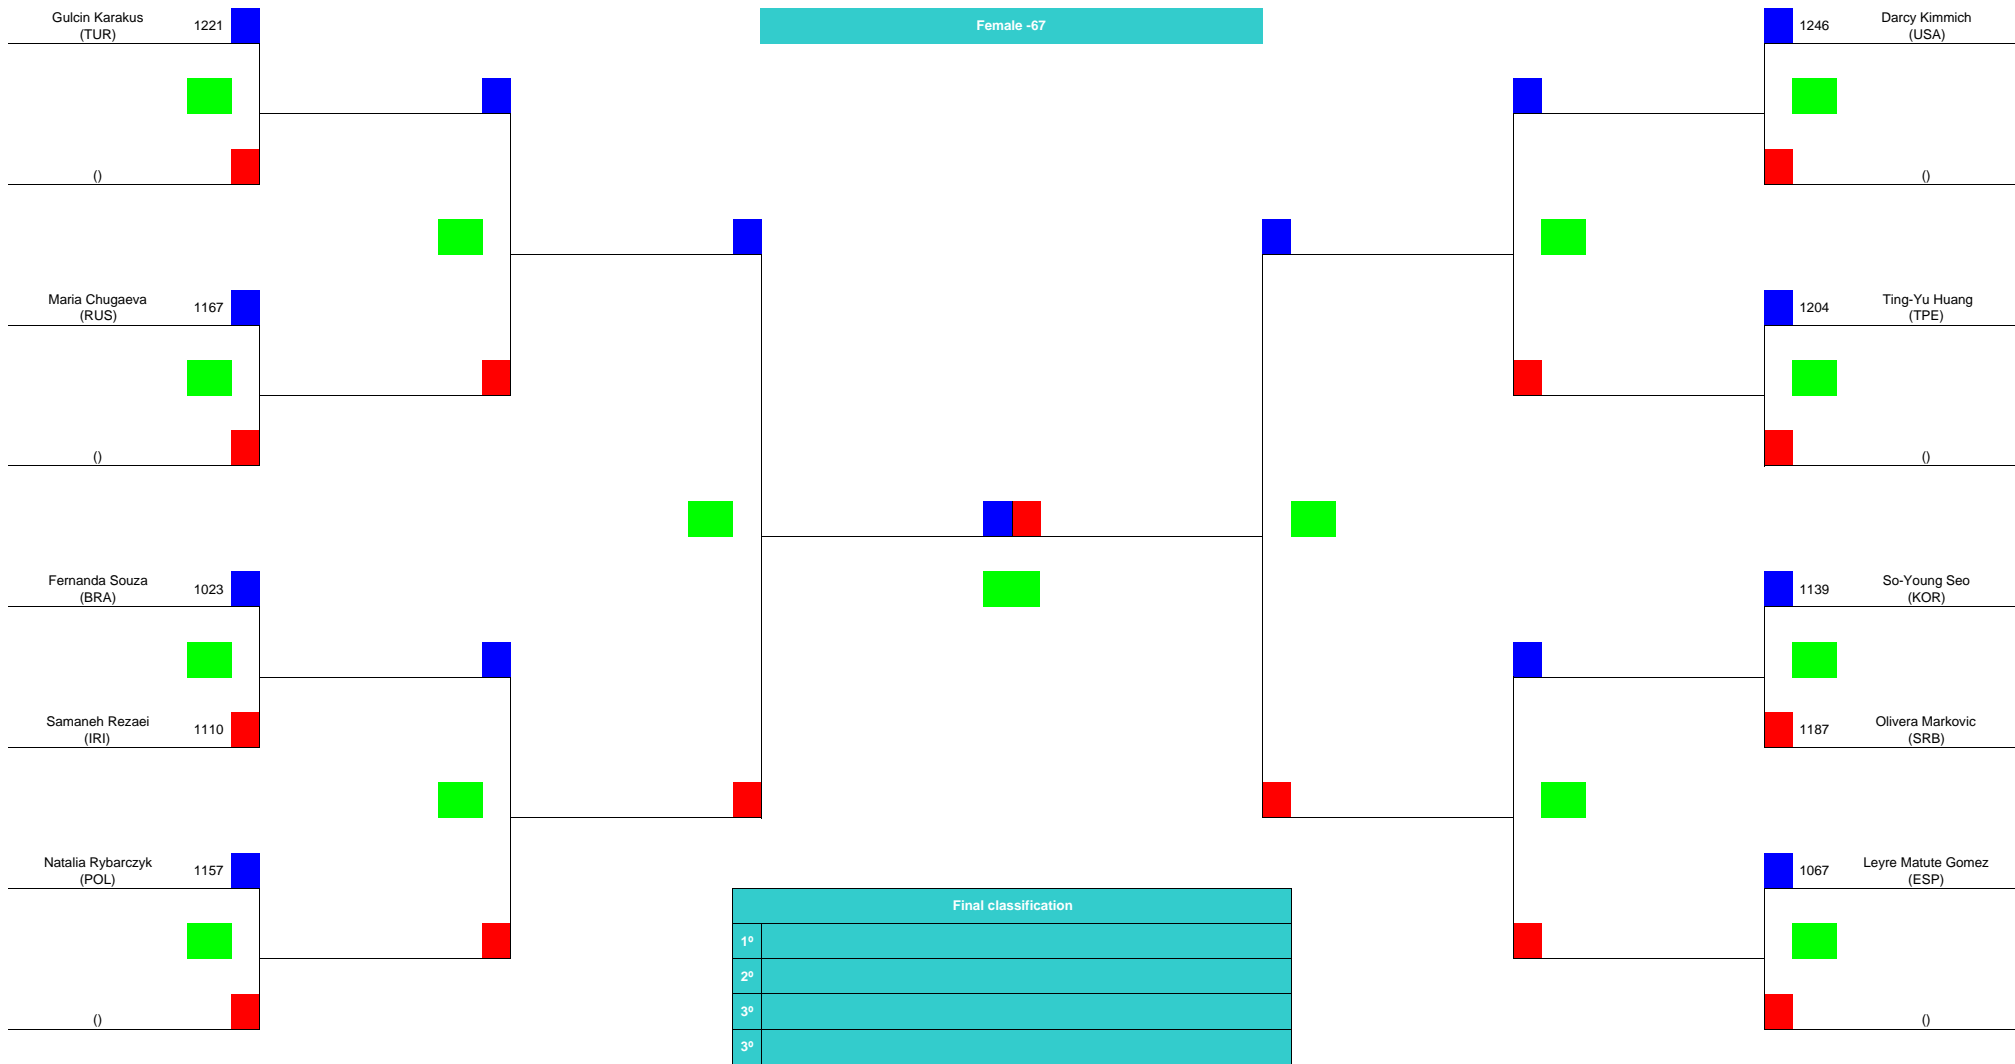 Female -67
Gulcin Karakus
(TUR)
1221
()
Maria Chugaeva
(RUS)
1167
()
Fernanda Souza
(BRA)
1023
Samaneh Rezaei
(IRI)
1110
Natalia Rybarczyk
(POL)
1157
()
1246
Darcy Kimmich
(USA)
()
1204
Ting-Yu Huang
(TPE)
()
1139
So-Young Seo
(KOR)
1187
Olivera Markovic
(SRB)
1067
Leyre Matute Gomez
(ESP)
()
Final classification
1º
2º
3º
3º